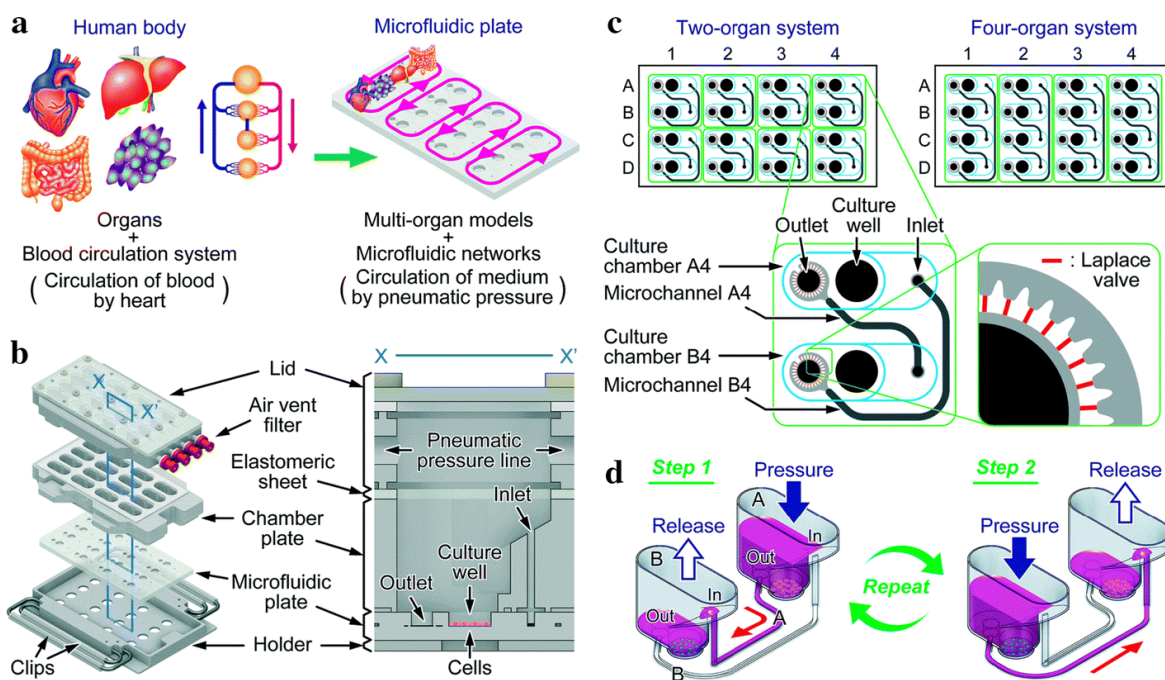 a
Human body
Microfluidic plate
Organs
+
Blood circulation system
( Circulation of blood
by heart )
Multi-organ models
+
Microfluidic networks
( Circulation of medium
by pneumatic pressure )
b
X
X'
Lid
Air vent
filter
Elastomeric
sheet
Chamber
plate
Microfluidic
plate
Holder
Clips
X X'
Pneumatic
pressure line
Inlet
Culture
well
Outlet
Cells
c
Two-organ system
1 2 3 4
A
B
C
D
Four-organ system
1 2 3 4
A
B
C
D
Outlet
Culture
well
Inlet
Culture
chamber A4
Microchannel A4
Culture
chamber B4
Microchannel B4
: Laplace
valve
d
Step 1
Pressure
Release
A
In
Out
B
In
Out
A
B
Repeat
Step 2
Release
Pressure